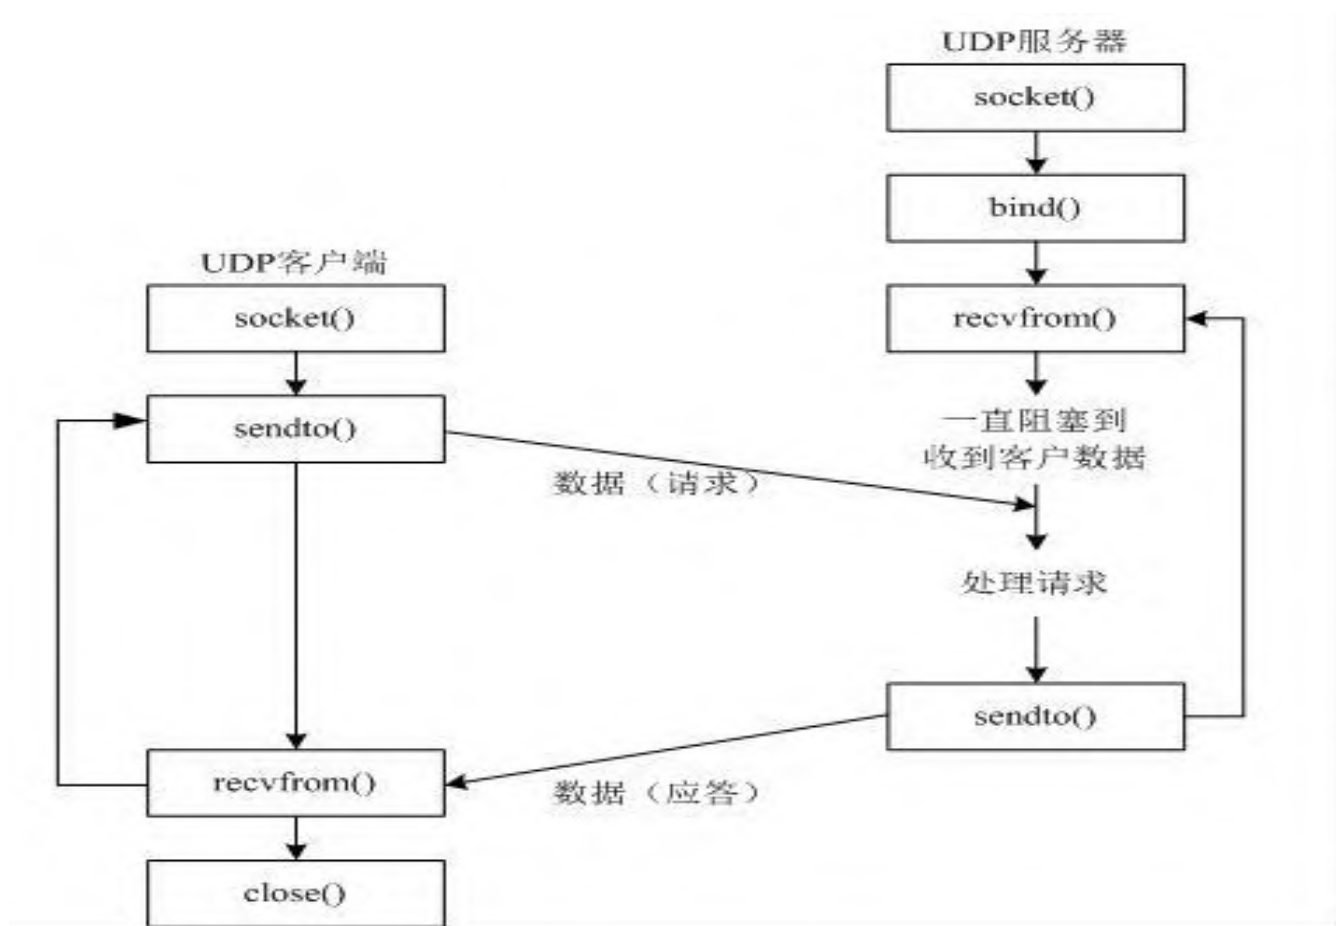 UDP服务器
socket()
bind()
recvfrom()
一直阻塞到
收到客户数据
处理请求
sendto()
UDP客户端
socket()
sendto()
数据（请求）
recvfrom()
数据（应答）
close()